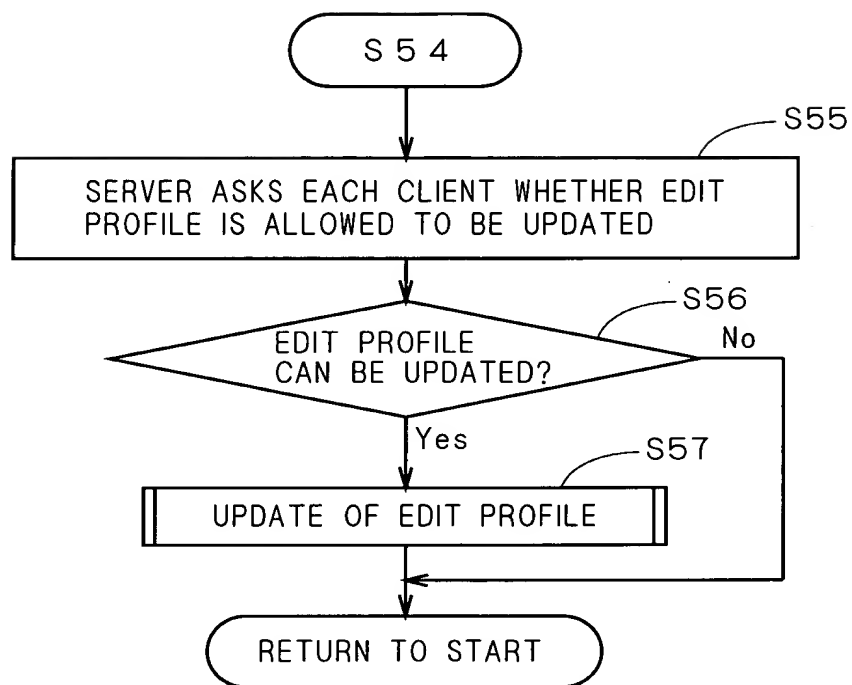 S54
S55
SERVER ASKS EACH CLIENT WHETHER EDIT
PROFILE IS ALLOWED TO BE UPDATED
S56
EDIT PROFILE
CAN BE UPDATED?
No
Yes
S57
UPDATE OF EDIT PROFILE
RETURN TO START